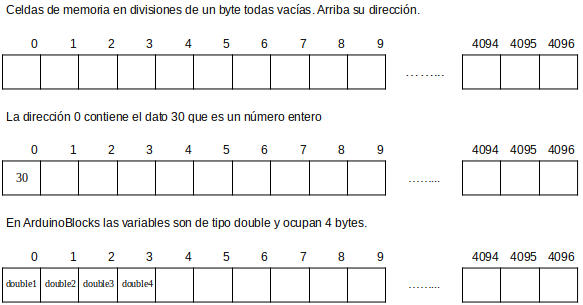 Celdas de memoria en divisiones de un byte todas vacías. Arriba su dirección.
0 1 2 3 4 5 6 7 8 9 4094 4095 4096
………..
La dirección 0 contiene el dato 30 que es un número entero
0 1 2 3 4 5 6 7 8 9 4094 4095 4096
30 ……....
En ArduinoBlocks las variables son de tipo double y ocupan 4 bytes.
0 1 2 3 4 5 6 7 8 9 4094 4095 4096
double1 double2 double3 double4 ……....